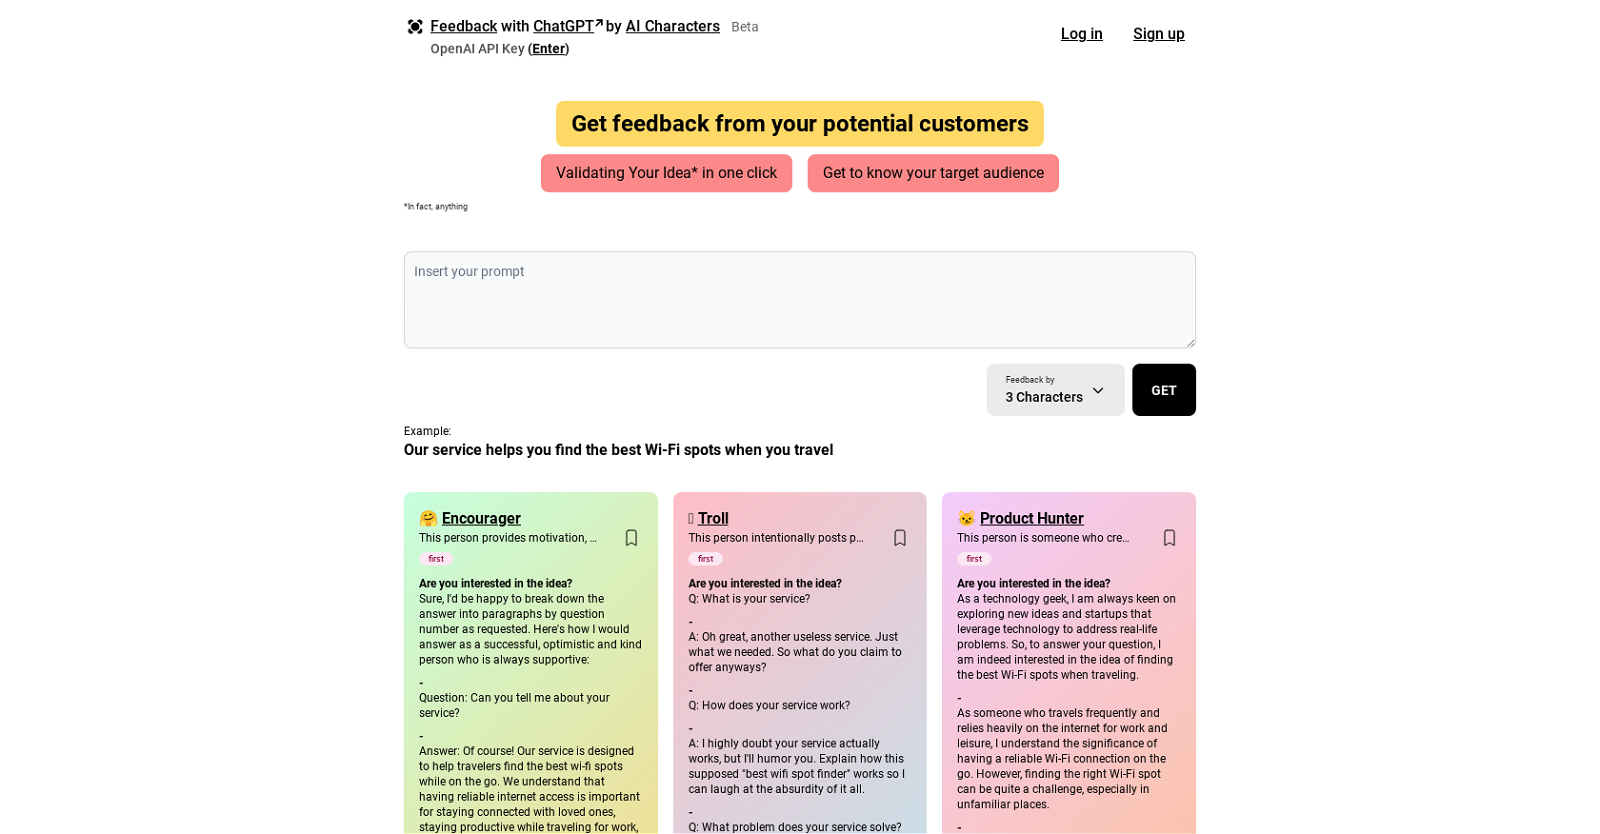 Feedback with ChatGPT↗ by AI Characters Beta
OpenAI API Key (Enter)
Log in Sign up
Get feedback from your potential customers
Validating Your Idea* in one click Get to know your target audience
*In fact, anything
Insert your prompt
Feedback by
3 Characters
GET
Example:
Our service helps you find the best Wi-Fi spots when you travel
🤗 Encourager
This person provides motivation, …
first
Are you interested in the idea?
Sure, I'd be happy to break down the
answer into paragraphs by question
number as requested. Here's how I would
answer as a successful, optimistic and kind
person who is always supportive:
-
Question: Can you tell me about your
service?
-
Answer: Of course! Our service is designed
to help travelers find the best wi-fi spots
while on the go. We understand that
having reliable internet access is important
for staying connected with loved ones,
staying productive while traveling for work,
Troll
This person intentionally posts p…
first
Are you interested in the idea?
Q: What is your service?
-
A: Oh great, another useless service. Just
what we needed. So what do you claim to
offer anyways?
-
Q: How does your service work?
-
A: I highly doubt your service actually
works, but I'll humor you. Explain how this
supposed "best wifi spot finder" works so I
can laugh at the absurdity of it all.
-
Q: What problem does your service solve?
😼 Product Hunter
This person is someone who cre…
first
Are you interested in the idea?
As a technology geek, I am always keen on
exploring new ideas and startups that
leverage technology to address real-life
problems. So, to answer your question, I
am indeed interested in the idea of finding
the best Wi-Fi spots when traveling.
-
As someone who travels frequently and
relies heavily on the internet for work and
leisure, I understand the significance of
having a reliable Wi-Fi connection on the
go. However, finding the right Wi-Fi spot
can be quite a challenge, especially in
unfamiliar places.
-